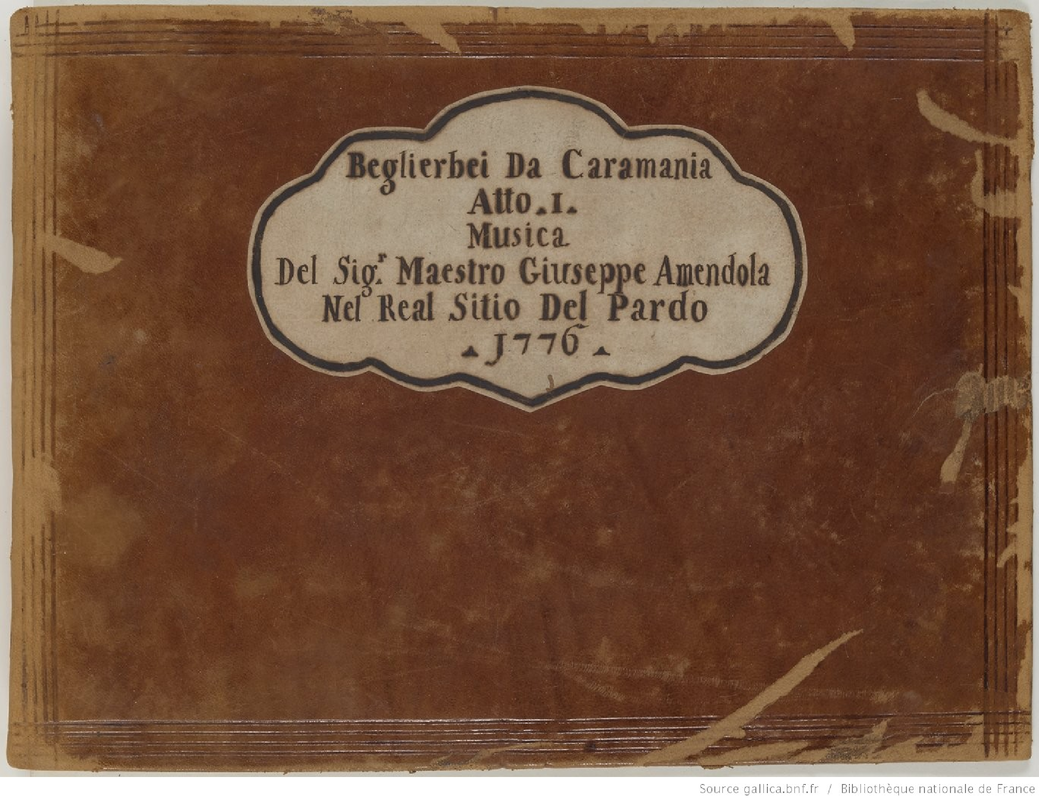 Beglierbei Da Caramania
Atto.1.
Musica
Del Sig.r Maestro Giuseppe Amendola
Nel Real Sitio Del Pardo
1776
Source gallica.bnf.fr / Bibliothèque nationale de France